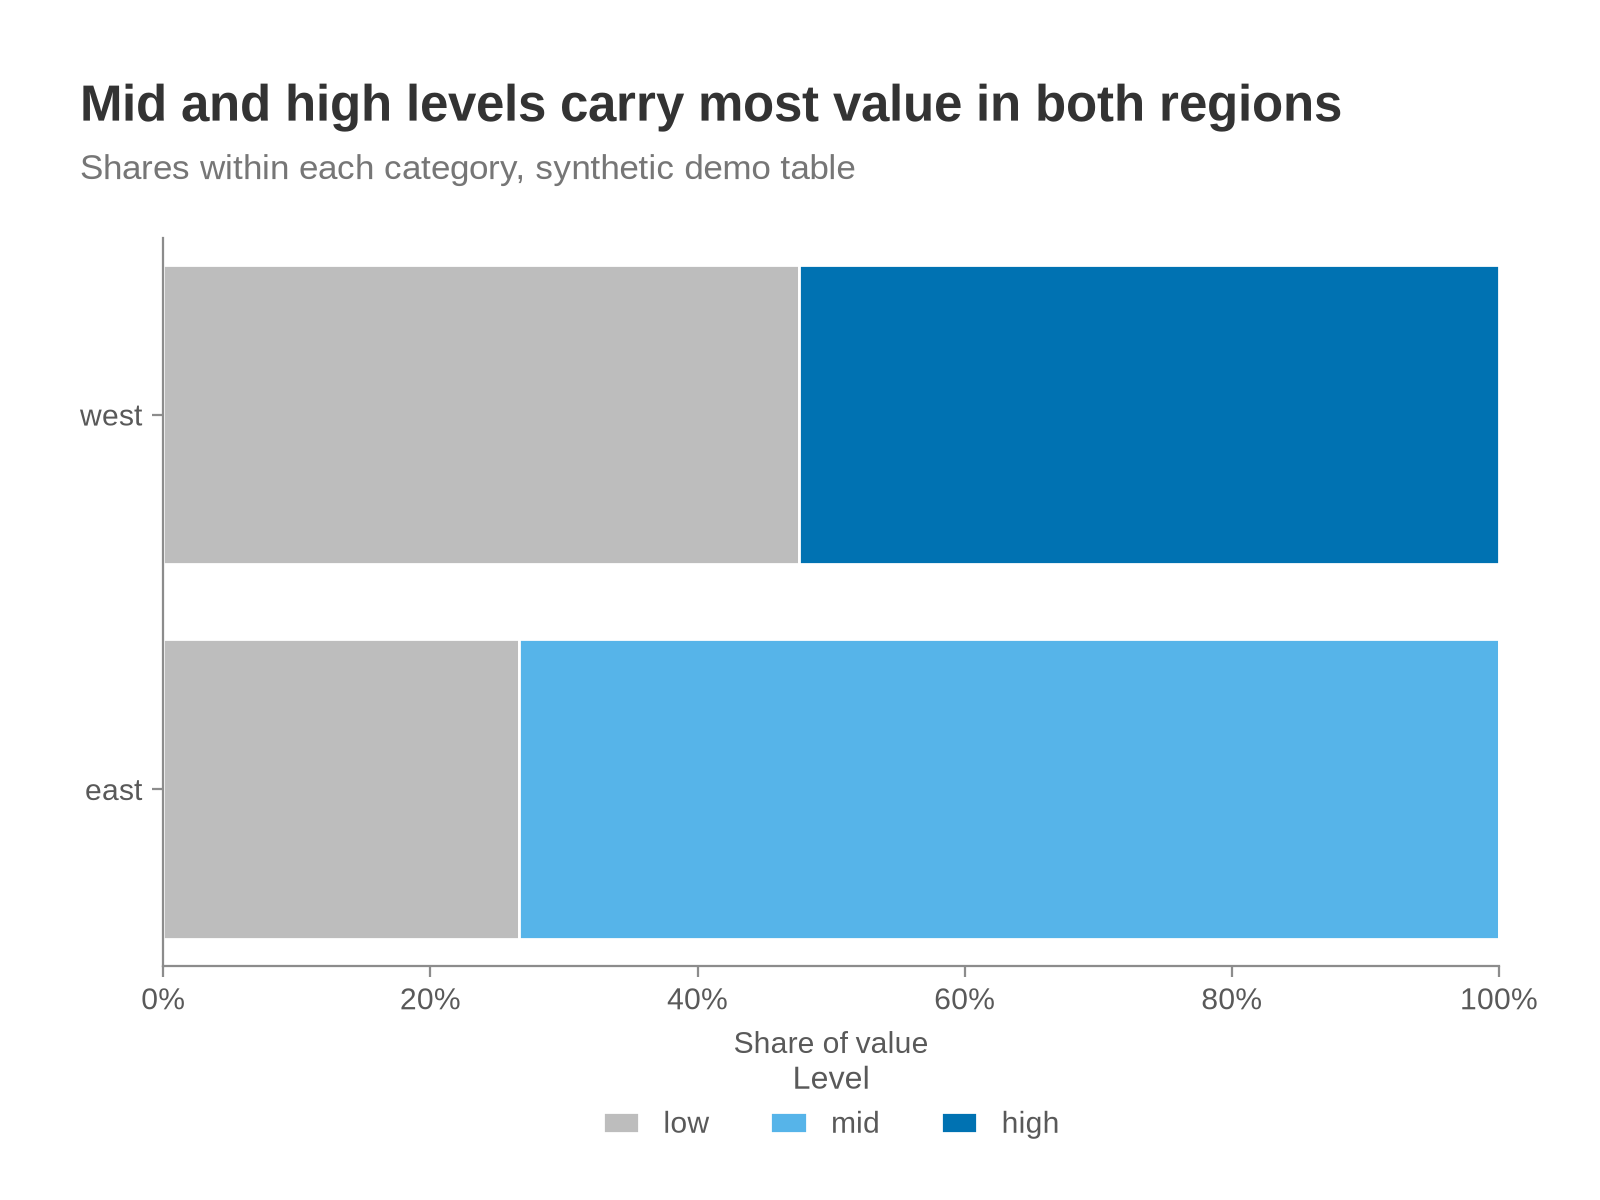 Mid and high levels carry most value in both regions
Shares within each category, synthetic demo table
west
east
0% 20% 40% 60% 80% 100%
Share of value
Level
low mid high